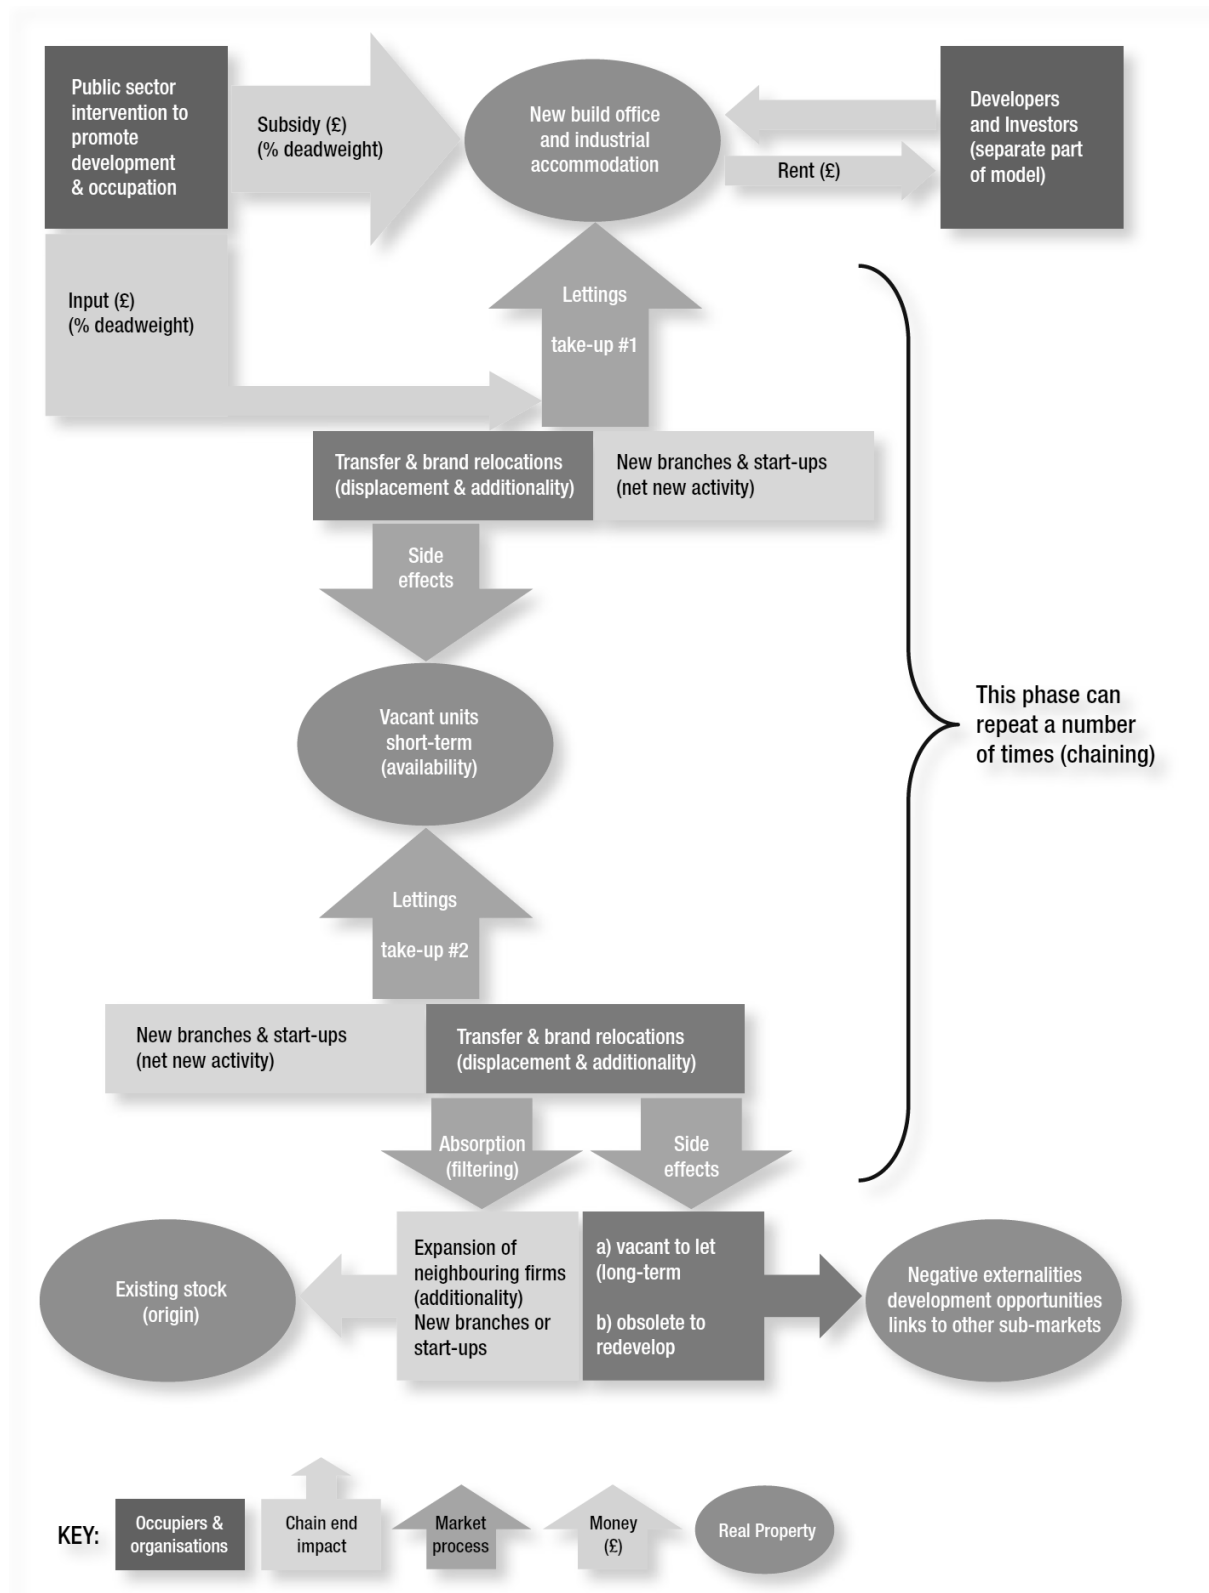 Public sector
intervention to
promote
development
& occupation
Subsidy (£)
(% deadweight)
New build office
and industrial
accommodation
Rent (£)
Developers
and Investors
(separate part
of model)
Input (£)
(% deadweight)
Lettings
take-up #1
Transfer & brand relocations
(displacement & additionality)
New branches & start-ups
(net new activity)
Side
effects
Vacant units
short-term
(availability)
This phase can
repeat a number
of times (chaining)
Lettings
take-up #2
New branches & start-ups
(net new activity)
Transfer & brand relocations
(displacement & additionality)
Absorption
(filtering)
Side
effects
Existing stock
(origin)
Expansion of
neighbouring firms
(additionality)
New branches or
start-ups
a) vacant to let
(long-term
b) obsolete to
redevelop
Negative externalities
development opportunities
links to other sub-markets
KEY:
Occupiers &
organisations
Chain end
impact
Market
process
Money
(£)
Real Property